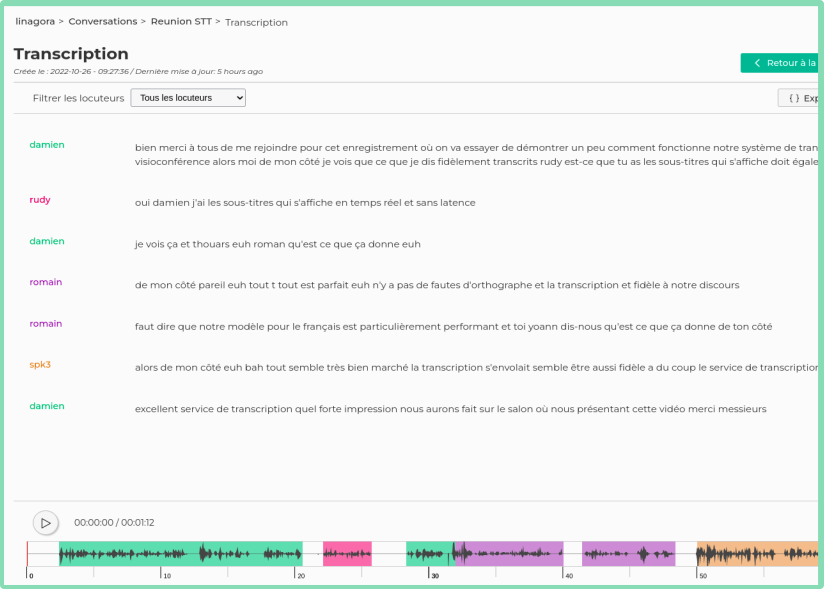 linagora > Conversations > Reunion STT > Transcription
Transcription
Créée le : 2022-10-26 - 09:27:36 / Dernière mise à jour: 5 hours ago
Retour à la
Filtrer les locuteurs Tous les locuteurs
{ } Exp
damien bien merci à tous de me rejoindre pour cet enregistrement où on va essayer de démontrer un peu comment fonctionne notre système de tran
visioconférence alors moi de mon côté je vois que ce que je dis fidèlement transcrits rudy est-ce que tu as les sous-titres qui s'affiche doit égale
rudy oui damien j'ai les sous-titres qui s'affiche en temps réel et sans latence
damien je vois ça et thouars euh roman qu'est ce que ça donne euh
romain de mon côté pareil euh tout t tout est parfait euh n'y a pas de fautes d'orthographe et la transcription et fidèle à notre discours
romain faut dire que notre modèle pour le français est particulièrement performant et toi yoann dis-nous qu'est ce que ça donne de ton côté
spk3 alors de mon côté euh bah tout semble très bien marché la transcription s'envolait semble être aussi fidèle a du coup le service de transcription
damien excellent service de transcription quel forte impression nous aurons fait sur le salon où nous présentant cette vidéo merci messieurs
00:00:00 / 00:01:12
0 10 20 30 40 50